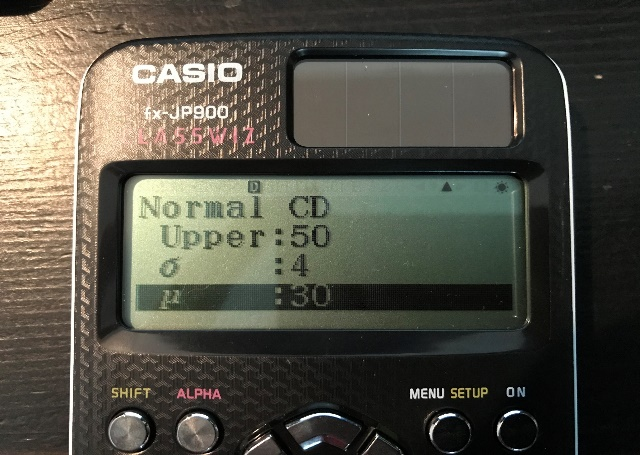 CASIO
fx-JP900
CLASSWIZ
D
Normal CD
Upper:50
σ :4
μ :30
SHIFT ALPHA MENU SETUP ON